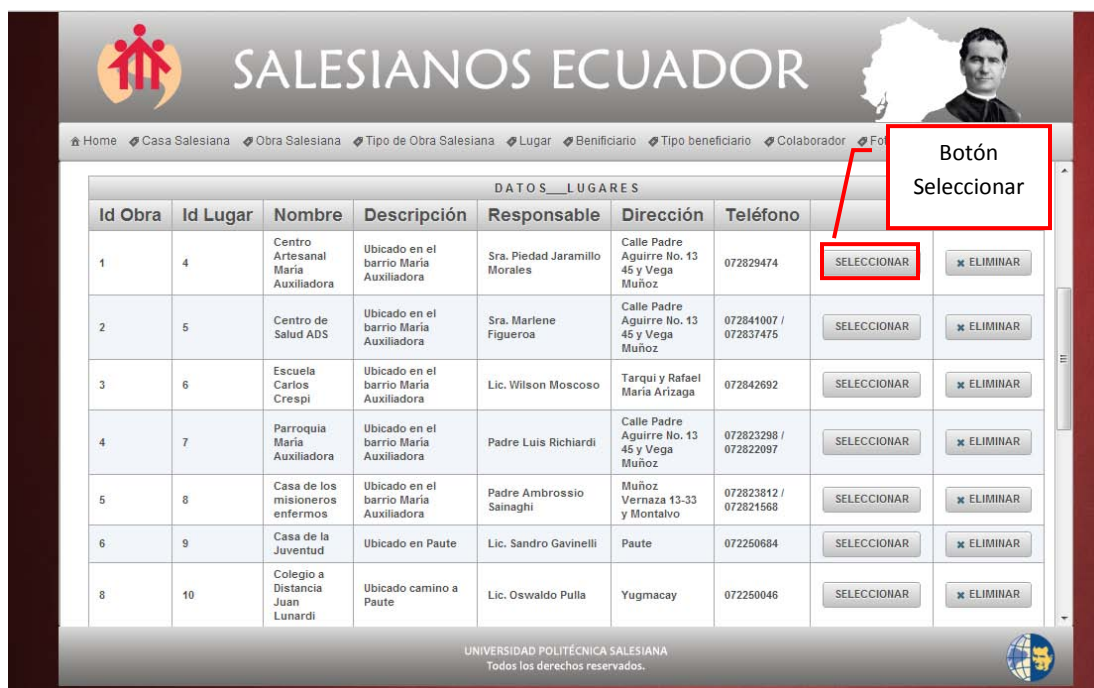 SALESIANOS ECUADOR
Home Casa Salesiana Obra Salesiana Tipo de Obra Salesiana Lugar Benificiario Tipo beneficiario Colaborador
Botón
Seleccionar
DATOS__LUGARES
Id Obra Id Lugar Nombre Descripción Responsable Dirección Teléfono
1 4 Centro Artesanal María Auxiliadora Ubicado en el barrio María Auxiliadora Sra. Piedad Jaramillo Morales Calle Padre Aguirre No. 13 45 y Vega Muñoz 072829474 SELECCIONAR ELIMINAR
2 5 Centro de Salud ADS Ubicado en el barrio María Auxiliadora Sra. Marlene Figueroa Calle Padre Aguirre No. 13 45 y Vega Muñoz 072841007 / 072837475 SELECCIONAR ELIMINAR
3 6 Escuela Carlos Crespi Ubicado en el barrio María Auxiliadora Lic. Wilson Moscoso Tarqui y Rafael María Arizaga 072842692 SELECCIONAR ELIMINAR
4 7 Parroquia María Auxiliadora Ubicado en el barrio María Auxiliadora Padre Luis Richiardi Calle Padre Aguirre No. 13 45 y Vega Muñoz 072823298 / 072822097 SELECCIONAR ELIMINAR
5 8 Casa de los misioneros enfermos Ubicado en el barrio María Auxiliadora Padre Ambrossio Sainaghi Muñoz Vernaza 13-33 y Montalvo 072823812 / 072821568 SELECCIONAR ELIMINAR
6 9 Casa de la Juventud Ubicado en Paute Lic. Sandro Gavinelli Paute 072250684 SELECCIONAR ELIMINAR
8 10 Colegio a Distancia Juan Lunardi Ubicado camino a Paute Lic. Oswaldo Pulla Yugmacay 072250046 SELECCIONAR ELIMINAR
UNIVERSIDAD POLITÉCNICA SALESIANA
Todos los derechos reservados.